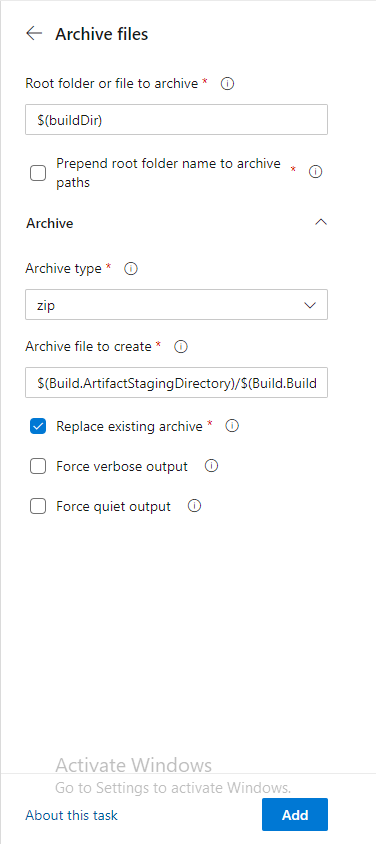 Archive files
Root folder or file to archive *
$(buildDir)
Prepend root folder name to archive *
paths
Archive
Archive type *
zip
Archive file to create *
$(Build.ArtifactStagingDirectory)/$(Build.Build
Replace existing archive *
Force verbose output
Force quiet output
Activate Windows
Go to Settings to activate Windows.
About this task
Add